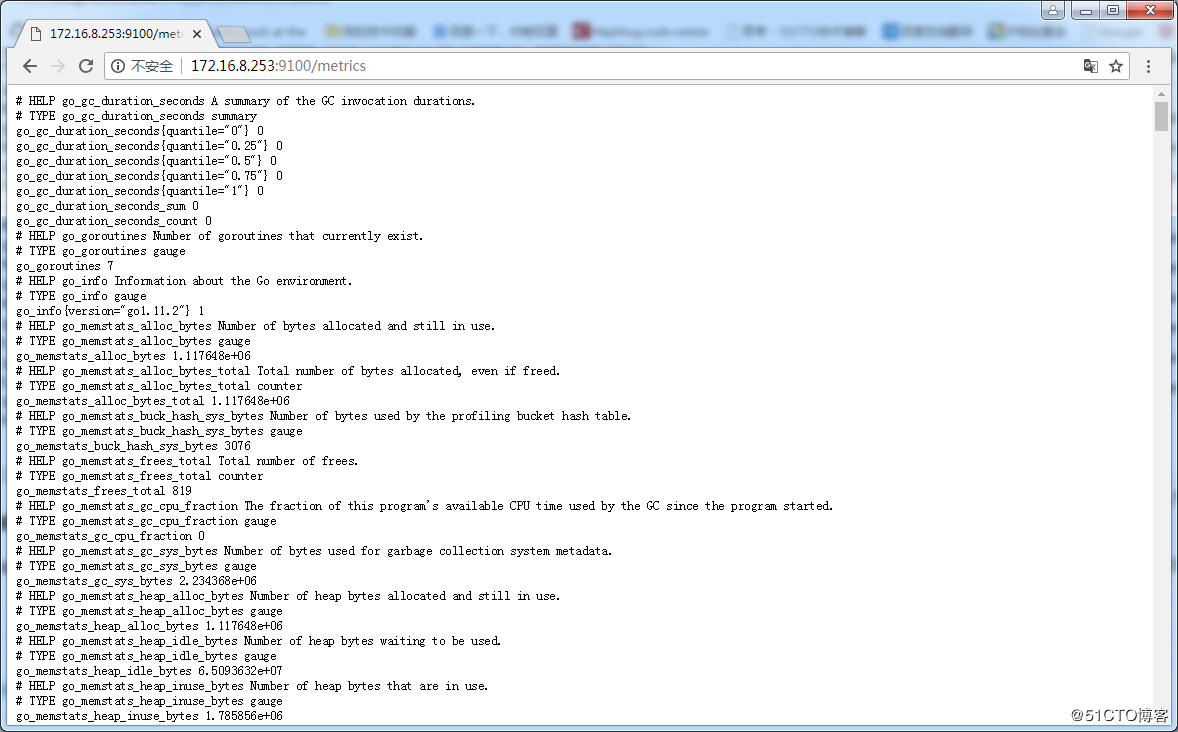 172.16.8.253:9100/met
不安全 172.16.8.253:9100/metrics
# HELP go_gc_duration_seconds A summary of the GC invocation durations.
# TYPE go_gc_duration_seconds summary
go_gc_duration_seconds{quantile="0"} 0
go_gc_duration_seconds{quantile="0.25"} 0
go_gc_duration_seconds{quantile="0.5"} 0
go_gc_duration_seconds{quantile="0.75"} 0
go_gc_duration_seconds{quantile="1"} 0
go_gc_duration_seconds_sum 0
go_gc_duration_seconds_count 0
# HELP go_goroutines Number of goroutines that currently exist.
# TYPE go_goroutines gauge
go_goroutines 7
# HELP go_info Information about the Go environment.
# TYPE go_info gauge
go_info{version="go1.11.2"} 1
# HELP go_memstats_alloc_bytes Number of bytes allocated and still in use.
# TYPE go_memstats_alloc_bytes gauge
go_memstats_alloc_bytes 1.117648e+06
# HELP go_memstats_alloc_bytes_total Total number of bytes allocated, even if freed.
# TYPE go_memstats_alloc_bytes_total counter
go_memstats_alloc_bytes_total 1.117648e+06
# HELP go_memstats_buck_hash_sys_bytes Number of bytes used by the profiling bucket hash table.
# TYPE go_memstats_buck_hash_sys_bytes gauge
go_memstats_buck_hash_sys_bytes 3076
# HELP go_memstats_frees_total Total number of frees.
# TYPE go_memstats_frees_total counter
go_memstats_frees_total 819
# HELP go_memstats_gc_cpu_fraction The fraction of this program's available CPU time used by the GC since the program started.
# TYPE go_memstats_gc_cpu_fraction gauge
go_memstats_gc_cpu_fraction 0
# HELP go_memstats_gc_sys_bytes Number of bytes used for garbage collection system metadata.
# TYPE go_memstats_gc_sys_bytes gauge
go_memstats_gc_sys_bytes 2.234368e+06
# HELP go_memstats_heap_alloc_bytes Number of heap bytes allocated and still in use.
# TYPE go_memstats_heap_alloc_bytes gauge
go_memstats_heap_alloc_bytes 1.117648e+06
# HELP go_memstats_heap_idle_bytes Number of heap bytes waiting to be used.
# TYPE go_memstats_heap_idle_bytes gauge
go_memstats_heap_idle_bytes 6.5093632e+07
# HELP go_memstats_heap_inuse_bytes Number of heap bytes that are in use.
# TYPE go_memstats_heap_inuse_bytes gauge
go_memstats_heap_inuse_bytes 1.785856e+06
@51CTO博客